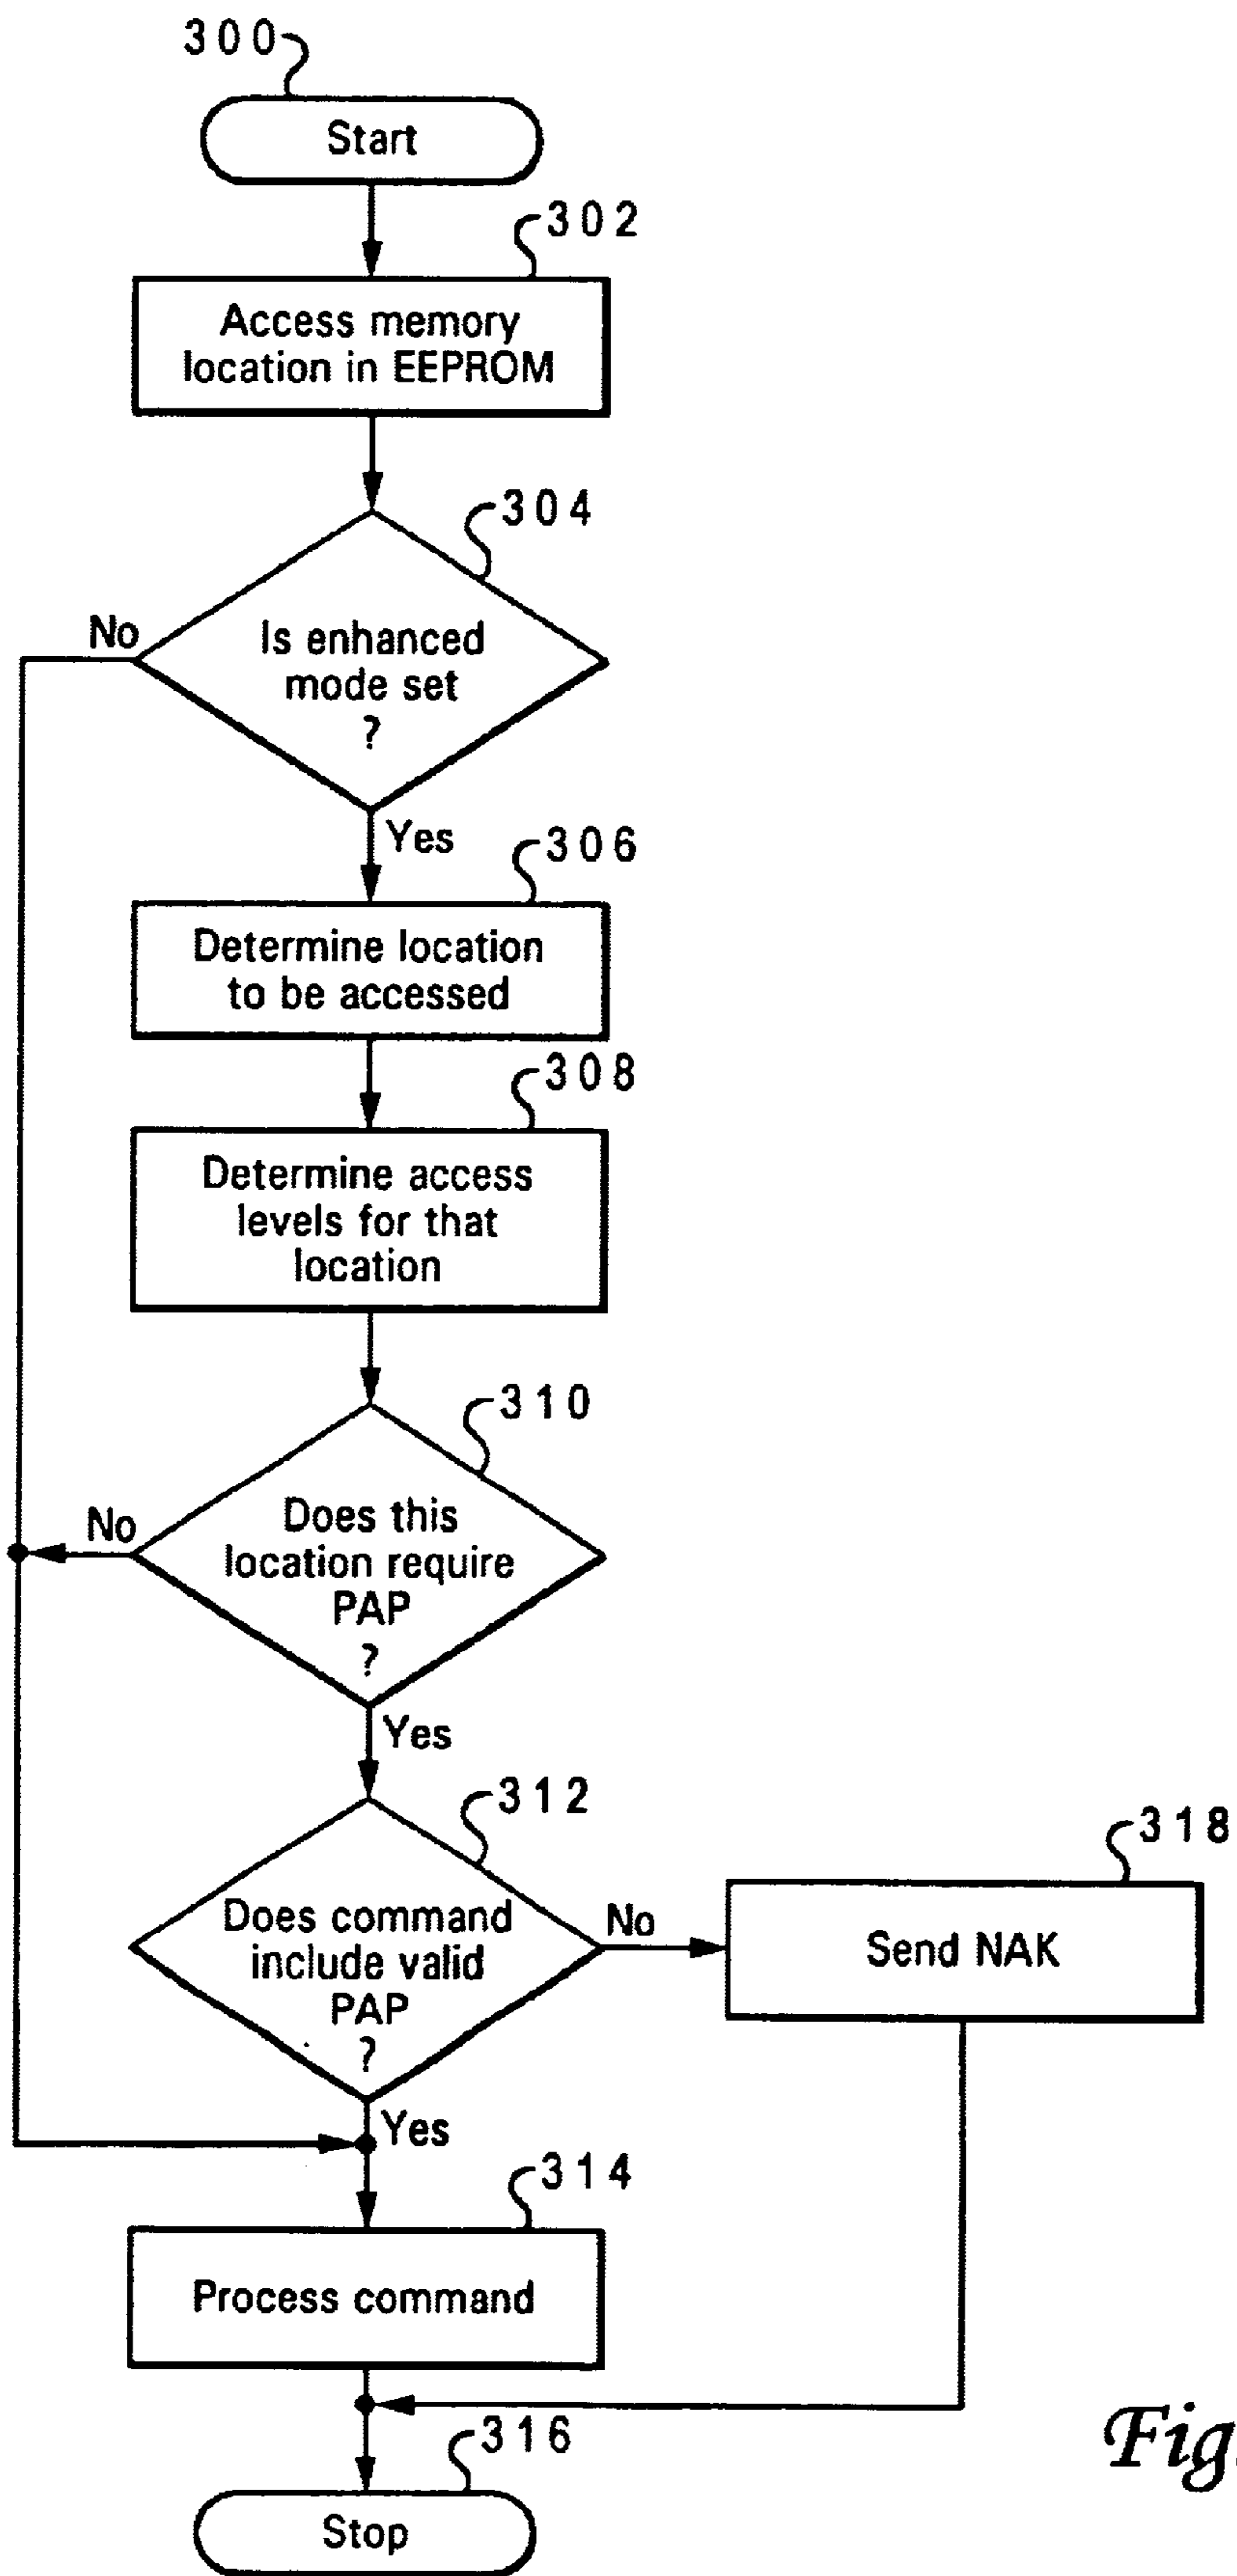 300
Start
302
Access memory
location in EEPROM
304
No
Is enhanced
mode set
?
Yes
306
Determine location
to be accessed
308
Determine access
levels for that
location
310
No
Does this
location require
PAP
?
Yes
312
318
Does command
include valid
PAP
?
No
Send NAK
Yes
314
Process command
316
Stop
Fig.